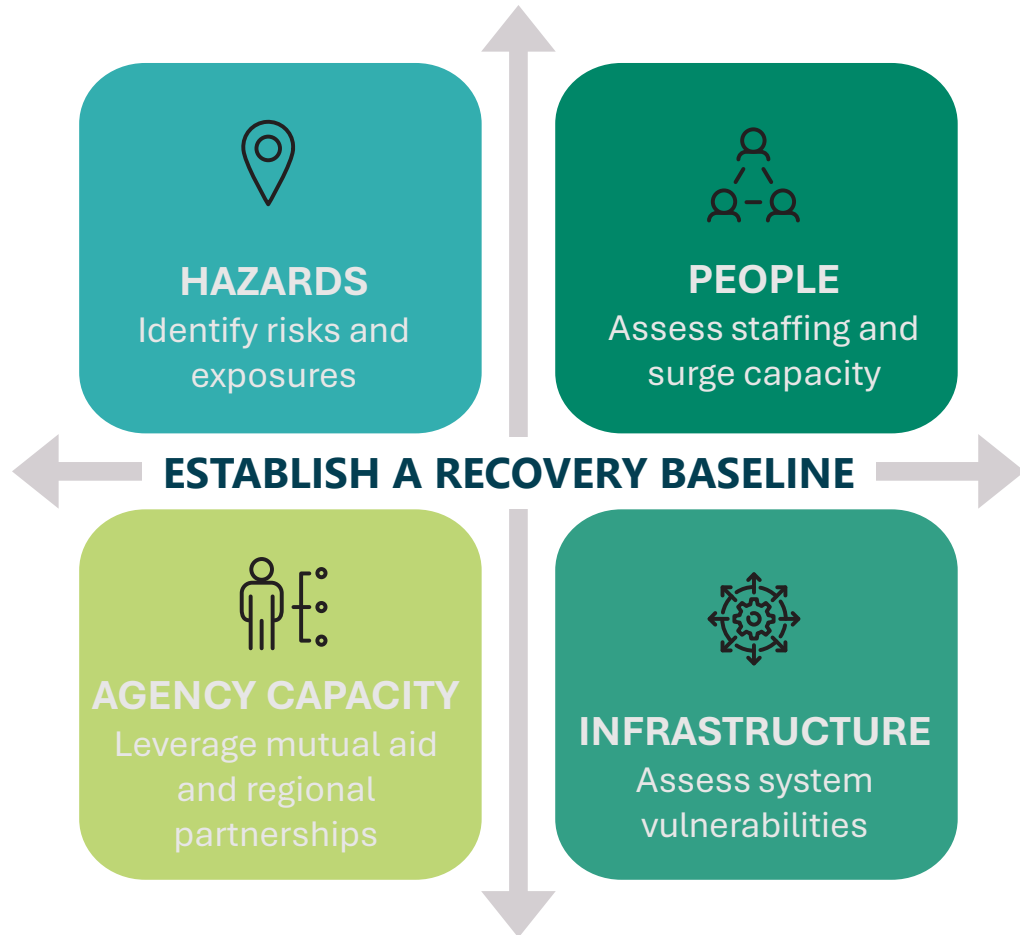 HAZARDS
Identify risks and
exposures
PEOPLE
Assess staffing and
surge capacity
ESTABLISH A RECOVERY BASELINE
AGENCY CAPACITY
Leverage mutual aid
and regional
partnerships
INFRASTRUCTURE
Assess system
vulnerabilities